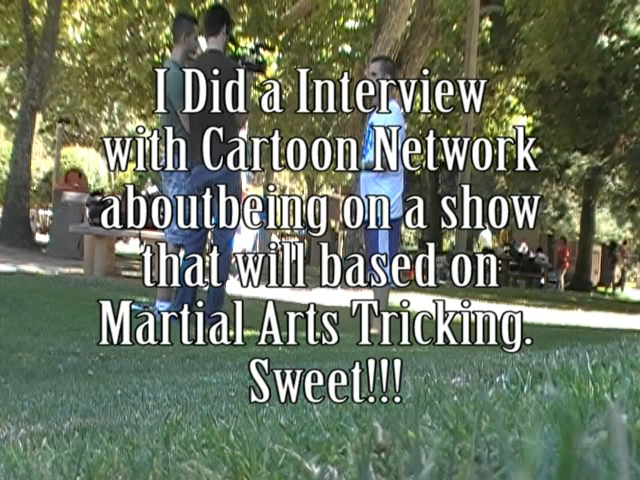 I Did a Interview
with Cartoon Network
aboutbeing on a show
that will based on
Martial Arts Tricking.
Sweet!!!